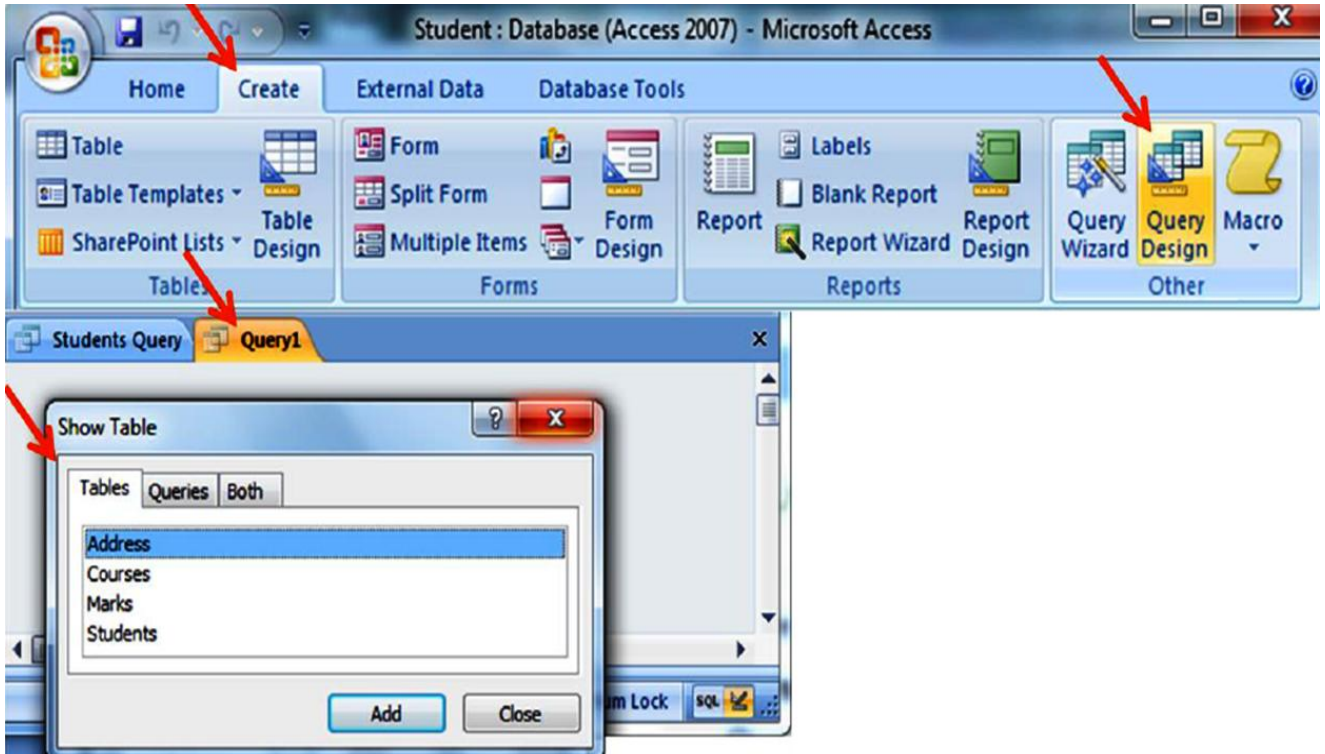 Student : Database (Access 2007) - Microsoft Access
Home Create External Data Database Tools
Table
Table Templates
SharePoint Lists
Table Design
Tables
Form
Split Form
Multiple Items
Form Design
Forms
Report
Labels
Blank Report
Report Wizard
Report Design
Reports
Query Wizard
Query Design
Macro
Other
Students Query Query1
Show Table
Tables Queries Both
Address
Courses
Marks
Students
Add Close
Lock SQL